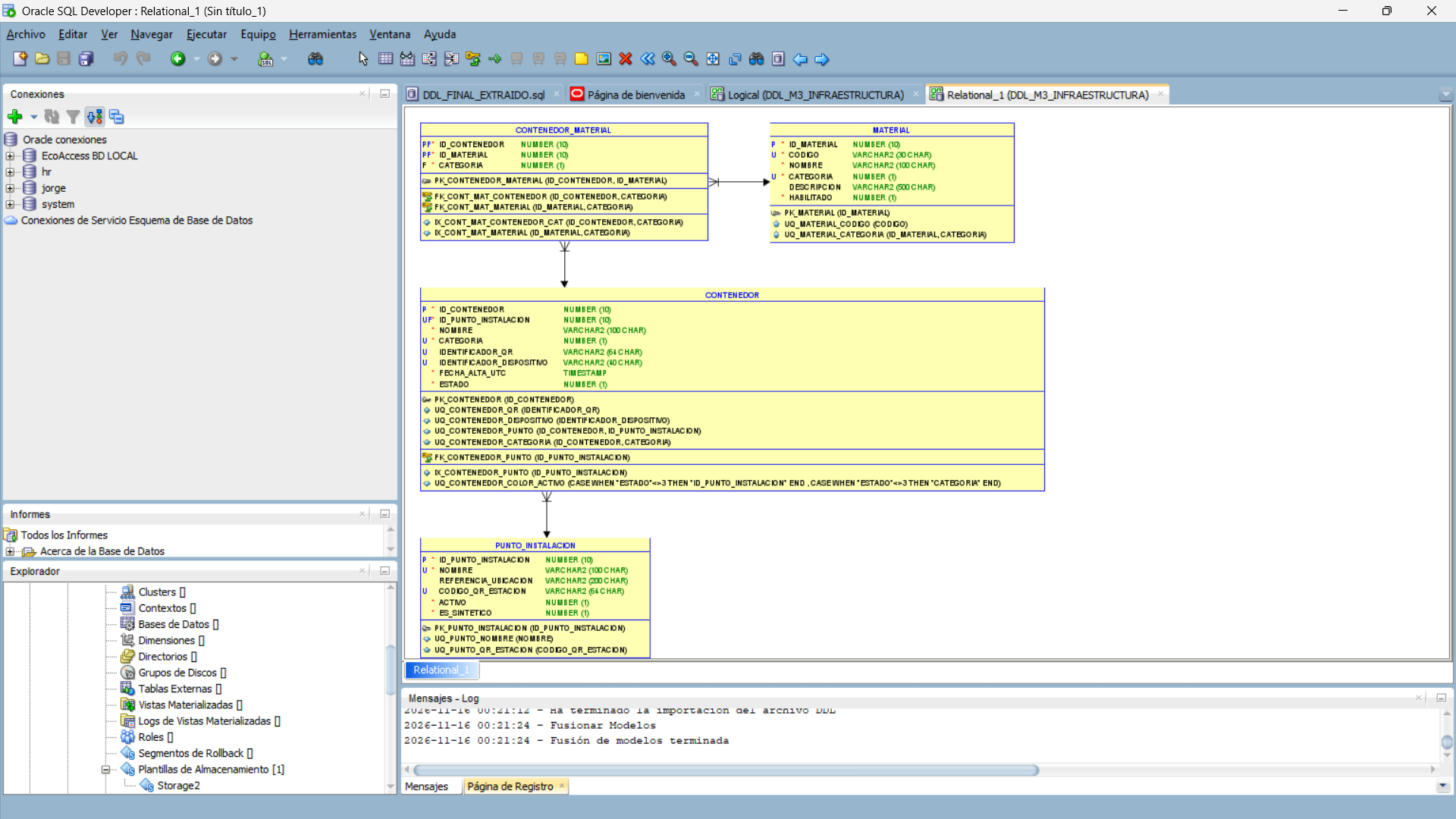 Oracle SQL Developer : Relational_1 (Sin título_1)
Archivo Editar Ver Navegar Ejecutar Equipo Herramientas Ventana Ayuda
Conexiones
Oracle conexiones
EcoAccess BD LOCAL
hr
jorge
system
Conexiones de Servicio Esquema de Base de Datos
Informes
Todos los Informes
Acerca de la Base de Datos
Explorador
Clusters []
Contextos []
Bases de Datos []
Dimensiones []
Directorios []
Grupos de Discos []
Tablas Externas []
Vistas Materializadas []
Logs de Vistas Materializadas []
Roles []
Segmentos de Rollback []
Plantillas de Almacenamiento [1]
Storage2
DDL_FINAL_EXTRAIDO.sql
Página de bienvenida
Logical (DDL_M3_INFRAESTRUCTURA)
Relational_1 (DDL_M3_INFRAESTRUCTURA)
CONTENEDOR_MATERIAL
PF* ID_CONTENEDOR NUMBER (10)
PF* ID_MATERIAL NUMBER (10)
F * CATEGORIA NUMBER (1)
PK_CONTENEDOR_MATERIAL (ID_CONTENEDOR, ID_MATERIAL)
FK_CONT_MAT_CONTENEDOR (ID_CONTENEDOR, CATEGORIA)
FK_CONT_MAT_MATERIAL (ID_MATERIAL, CATEGORIA)
IX_CONT_MAT_CONTENEDOR_CAT (ID_CONTENEDOR, CATEGORIA)
IX_CONT_MAT_MATERIAL (ID_MATERIAL, CATEGORIA)
MATERIAL
P * ID_MATERIAL NUMBER (10)
U * CODIGO VARCHAR2 (30 CHAR)
* NOMBRE VARCHAR2 (100 CHAR)
U * CATEGORIA NUMBER (1)
DESCRIPCION VARCHAR2 (500 CHAR)
* HABILITADO NUMBER (1)
PK_MATERIAL (ID_MATERIAL)
UQ_MATERIAL_CODIGO (CODIGO)
UQ_MATERIAL_CATEGORIA (ID_MATERIAL, CATEGORIA)
CONTENEDOR
P * ID_CONTENEDOR NUMBER (10)
UF* ID_PUNTO_INSTALACION NUMBER (10)
* NOMBRE VARCHAR2 (100 CHAR)
U * CATEGORIA NUMBER (1)
U IDENTIFICADOR_QR VARCHAR2 (64 CHAR)
U IDENTIFICADOR_DISPOSITIVO VARCHAR2 (40 CHAR)
* FECHA_ALTA_UTC TIMESTAMP
* ESTADO NUMBER (1)
PK_CONTENEDOR (ID_CONTENEDOR)
UQ_CONTENEDOR_QR (IDENTIFICADOR_QR)
UQ_CONTENEDOR_DISPOSITIVO (IDENTIFICADOR_DISPOSITIVO)
UQ_CONTENEDOR_PUNTO (ID_CONTENEDOR, ID_PUNTO_INSTALACION)
UQ_CONTENEDOR_CATEGORIA (ID_CONTENEDOR, CATEGORIA)
FK_CONTENEDOR_PUNTO (ID_PUNTO_INSTALACION)
IX_CONTENEDOR_PUNTO (ID_PUNTO_INSTALACION)
UQ_CONTENEDOR_COLOR_ACTIVO (CASE WHEN "ESTADO"<>3 THEN "ID_PUNTO_INSTALACION" END , CASE WHEN "ESTADO"<>3 THEN "CATEGORIA" END)
PUNTO_INSTALACION
P * ID_PUNTO_INSTALACION NUMBER (10)
U * NOMBRE VARCHAR2 (100 CHAR)
REFERENCIA_UBICACION VARCHAR2 (200 CHAR)
U CODIGO_QR_ESTACION VARCHAR2 (64 CHAR)
* ACTIVO NUMBER (1)
* ES_SINTETICO NUMBER (1)
PK_PUNTO_INSTALACION (ID_PUNTO_INSTALACION)
UQ_PUNTO_NOMBRE (NOMBRE)
UQ_PUNTO_QR_ESTACION (CODIGO_QR_ESTACION)
Relational_1
Mensajes - Log
2026-11-16 00:21:12 - Ha terminado la importación del archivo DDL
2026-11-16 00:21:24 - Fusionar Modelos
2026-11-16 00:21:24 - Fusión de modelos terminada
Mensajes
Página de Registro